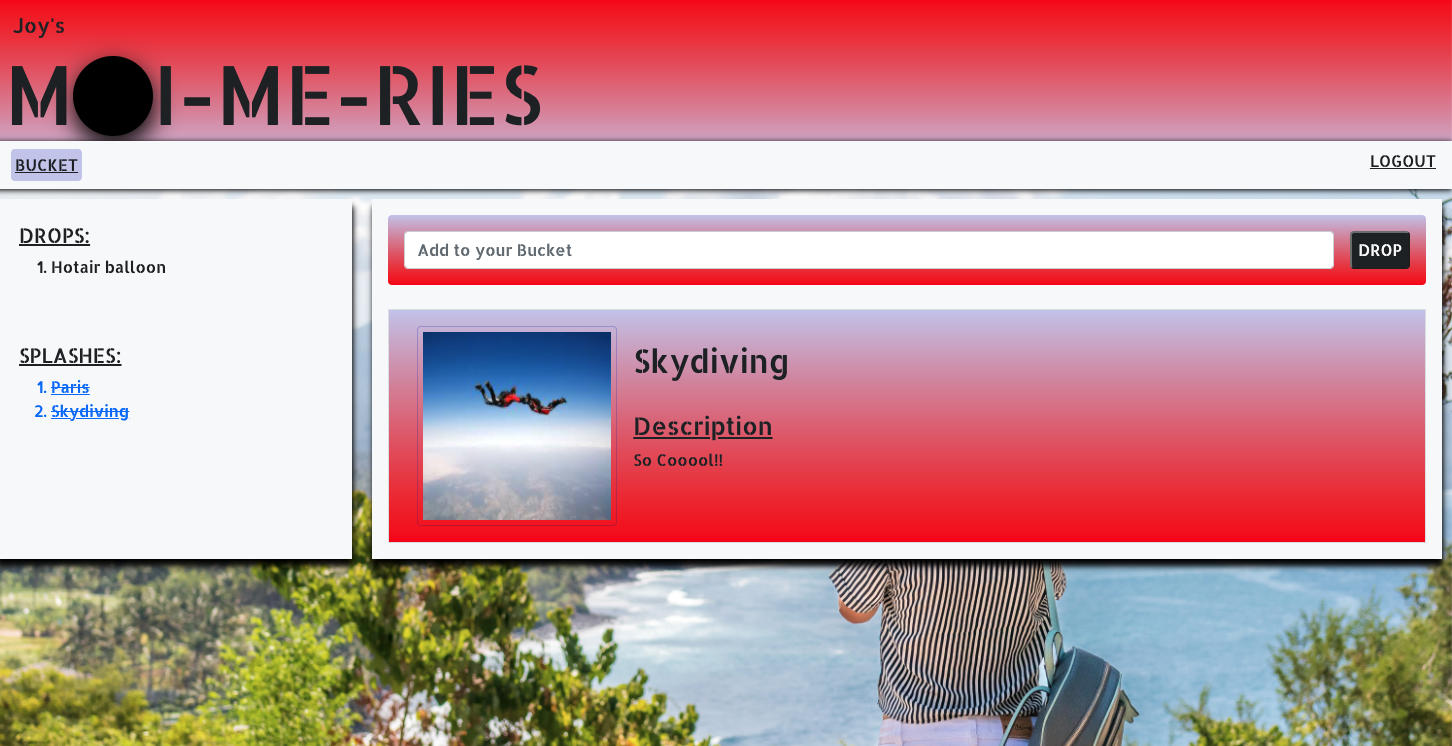 Joy's
M I-ME-RIES
BUCKET
LOGOUT
DROPS:
1. Hotair balloon
SPLASHES:
1. Paris
2. Skydiving
Add to your Bucket
DROP
Skydiving
Description
So Cooool!!